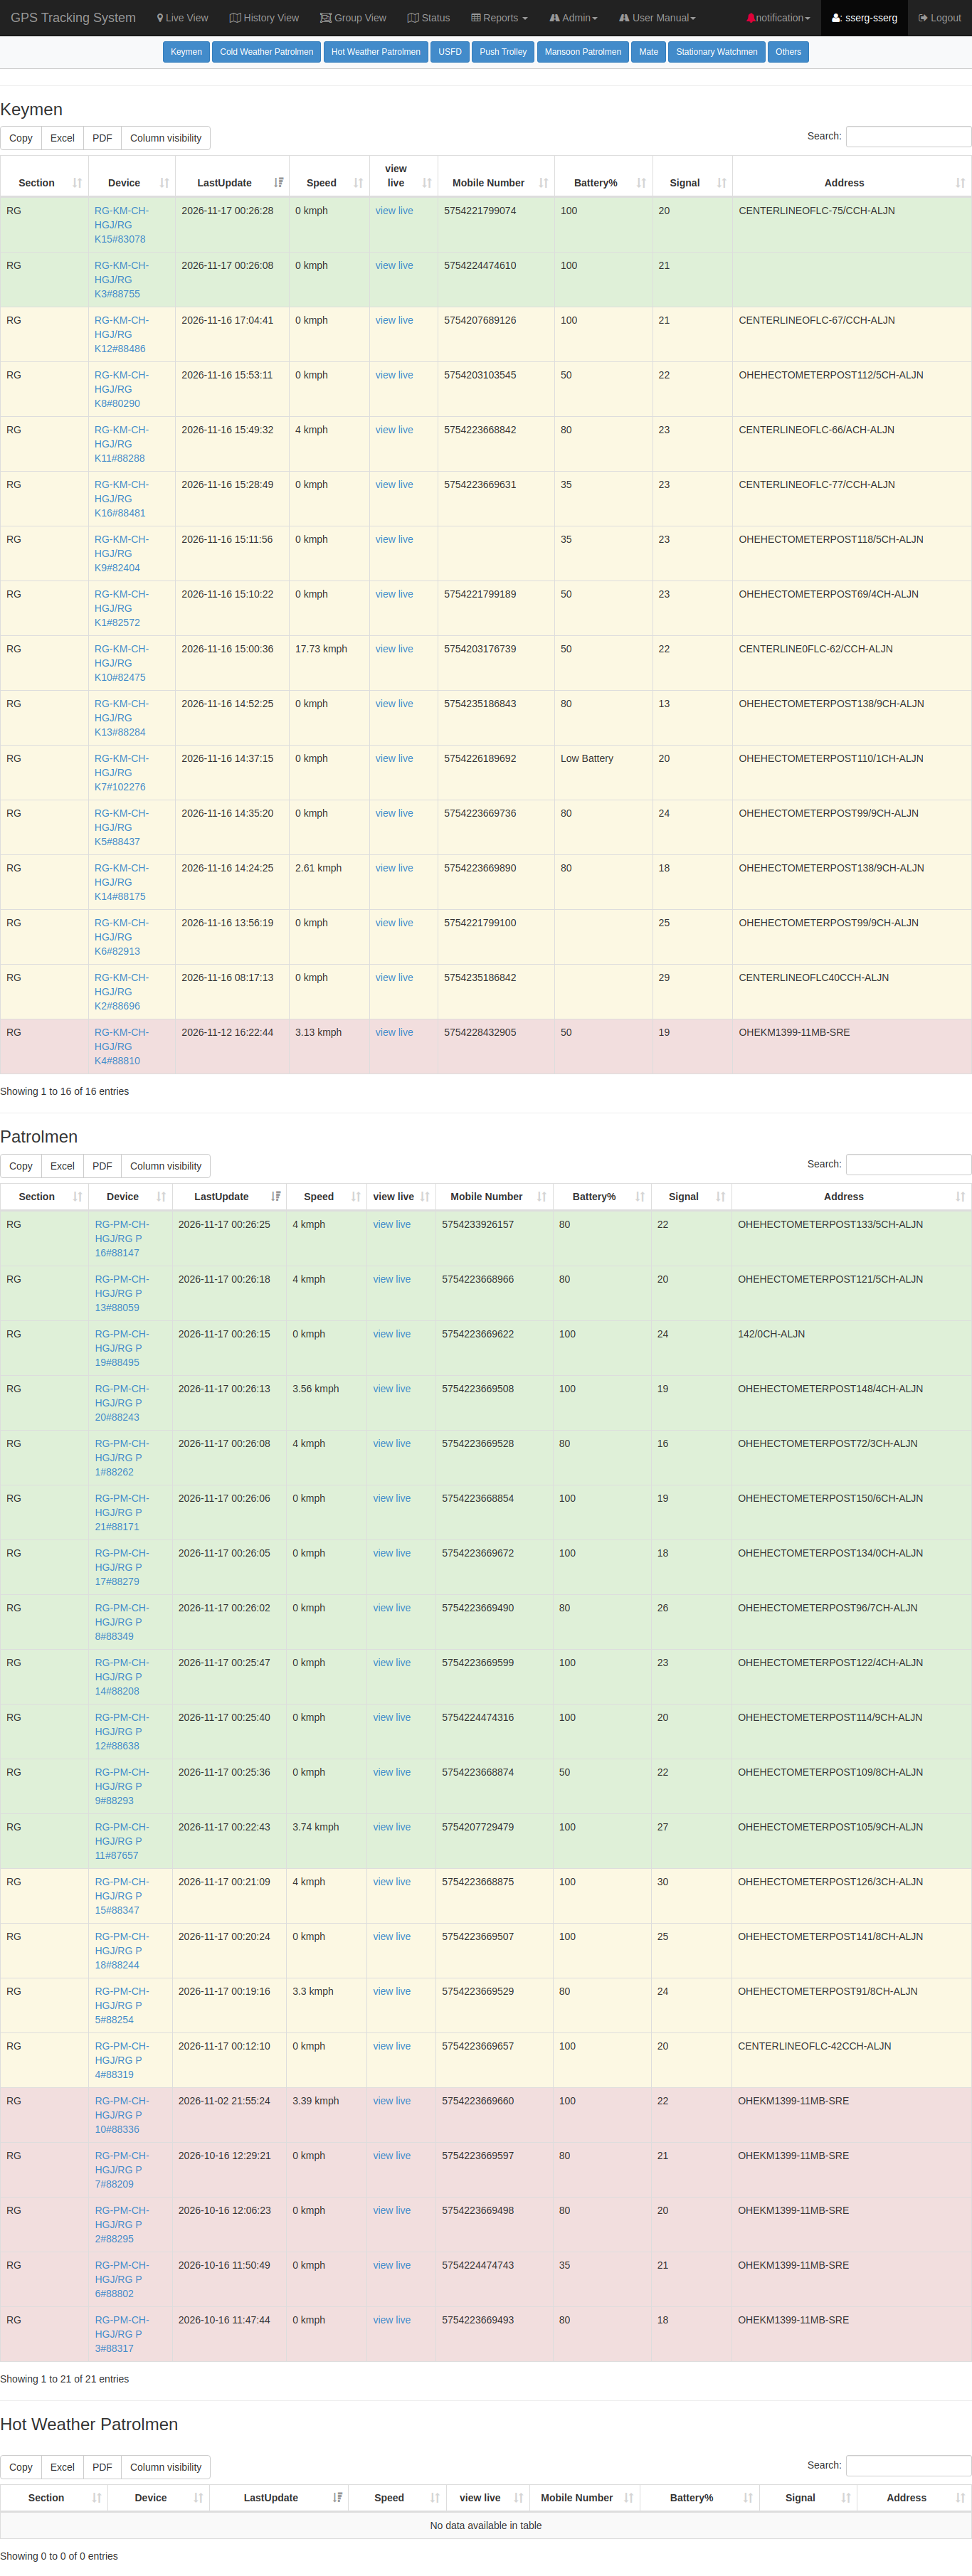 GPS Tracking System Live View History View Group View Status Reports Admin User Manual notification : sserg-sserg Logout
Keymen Cold Weather Patrolmen Hot Weather Patrolmen USFD Push Trolley Mansoon Patrolmen Mate Stationary Watchmen Others
Keymen
Copy Excel PDF Column visibility Search:
view
Section Device LastUpdate Speed live Mobile Number Battery% Signal Address
RG RG-KM-CH- 2026-11-17 00:26:28 0 kmph view live 5754221799074 100 20 CENTERLINEOFLC-75/CCH-ALJN
HGJ/RG
K15#83078
RG RG-KM-CH- 2026-11-17 00:26:08 0 kmph view live 5754224474610 100 21
HGJ/RG
K3#88755
RG RG-KM-CH- 2026-11-16 17:04:41 0 kmph view live 5754207689126 100 21 CENTERLINEOFLC-67/CCH-ALJN
HGJ/RG
K12#88486
RG RG-KM-CH- 2026-11-16 15:53:11 0 kmph view live 5754203103545 50 22 OHEHECTOMETERPOST112/5CH-ALJN
HGJ/RG
K8#80290
RG RG-KM-CH- 2026-11-16 15:49:32 4 kmph view live 5754223668842 80 23 CENTERLINEOFLC-66/ACH-ALJN
HGJ/RG
K11#88288
RG RG-KM-CH- 2026-11-16 15:28:49 0 kmph view live 5754223669631 35 23 CENTERLINEOFLC-77/CCH-ALJN
HGJ/RG
K16#88481
RG RG-KM-CH- 2026-11-16 15:11:56 0 kmph view live 35 23 OHEHECTOMETERPOST118/5CH-ALJN
HGJ/RG
K9#82404
RG RG-KM-CH- 2026-11-16 15:10:22 0 kmph view live 5754221799189 50 23 OHEHECTOMETERPOST69/4CH-ALJN
HGJ/RG
K1#82572
RG RG-KM-CH- 2026-11-16 15:00:36 17.73 kmph view live 5754203176739 50 22 CENTERLINE0FLC-62/CCH-ALJN
HGJ/RG
K10#82475
RG RG-KM-CH- 2026-11-16 14:52:25 0 kmph view live 5754235186843 80 13 OHEHECTOMETERPOST138/9CH-ALJN
HGJ/RG
K13#88284
RG RG-KM-CH- 2026-11-16 14:37:15 0 kmph view live 5754226189692 Low Battery 20 OHEHECTOMETERPOST110/1CH-ALJN
HGJ/RG
K7#102276
RG RG-KM-CH- 2026-11-16 14:35:20 0 kmph view live 5754223669736 80 24 OHEHECTOMETERPOST99/9CH-ALJN
HGJ/RG
K5#88437
RG RG-KM-CH- 2026-11-16 14:24:25 2.61 kmph view live 5754223669890 80 18 OHEHECTOMETERPOST138/9CH-ALJN
HGJ/RG
K14#88175
RG RG-KM-CH- 2026-11-16 13:56:19 0 kmph view live 5754221799100 25 OHEHECTOMETERPOST99/9CH-ALJN
HGJ/RG
K6#82913
RG RG-KM-CH- 2026-11-16 08:17:13 0 kmph view live 5754235186842 29 CENTERLINEOFLC40CCH-ALJN
HGJ/RG
K2#88696
RG RG-KM-CH- 2026-11-12 16:22:44 3.13 kmph view live 5754228432905 50 19 OHEKM1399-11MB-SRE
HGJ/RG
K4#88810
Showing 1 to 16 of 16 entries
Patrolmen
Copy Excel PDF Column visibility Search:
Section Device LastUpdate Speed view live Mobile Number Battery% Signal Address
RG RG-PM-CH- 2026-11-17 00:26:25 4 kmph view live 5754233926157 80 22 OHEHECTOMETERPOST133/5CH-ALJN
HGJ/RG P
16#88147
RG RG-PM-CH- 2026-11-17 00:26:18 4 kmph view live 5754223668966 80 20 OHEHECTOMETERPOST121/5CH-ALJN
HGJ/RG P
13#88059
RG RG-PM-CH- 2026-11-17 00:26:15 0 kmph view live 5754223669622 100 24 142/0CH-ALJN
HGJ/RG P
19#88495
RG RG-PM-CH- 2026-11-17 00:26:13 3.56 kmph view live 5754223669508 100 19 OHEHECTOMETERPOST148/4CH-ALJN
HGJ/RG P
20#88243
RG RG-PM-CH- 2026-11-17 00:26:08 4 kmph view live 5754223669528 80 16 OHEHECTOMETERPOST72/3CH-ALJN
HGJ/RG P
1#88262
RG RG-PM-CH- 2026-11-17 00:26:06 0 kmph view live 5754223668854 100 19 OHEHECTOMETERPOST150/6CH-ALJN
HGJ/RG P
21#88171
RG RG-PM-CH- 2026-11-17 00:26:05 0 kmph view live 5754223669672 100 18 OHEHECTOMETERPOST134/0CH-ALJN
HGJ/RG P
17#88279
RG RG-PM-CH- 2026-11-17 00:26:02 0 kmph view live 5754223669490 80 26 OHEHECTOMETERPOST96/7CH-ALJN
HGJ/RG P
8#88349
RG RG-PM-CH- 2026-11-17 00:25:47 0 kmph view live 5754223669599 100 23 OHEHECTOMETERPOST122/4CH-ALJN
HGJ/RG P
14#88208
RG RG-PM-CH- 2026-11-17 00:25:40 0 kmph view live 5754224474316 100 20 OHEHECTOMETERPOST114/9CH-ALJN
HGJ/RG P
12#88638
RG RG-PM-CH- 2026-11-17 00:25:36 0 kmph view live 5754223668874 50 22 OHEHECTOMETERPOST109/8CH-ALJN
HGJ/RG P
9#88293
RG RG-PM-CH- 2026-11-17 00:22:43 3.74 kmph view live 5754207729479 100 27 OHEHECTOMETERPOST105/9CH-ALJN
HGJ/RG P
11#87657
RG RG-PM-CH- 2026-11-17 00:21:09 4 kmph view live 5754223668875 100 30 OHEHECTOMETERPOST126/3CH-ALJN
HGJ/RG P
15#88347
RG RG-PM-CH- 2026-11-17 00:20:24 0 kmph view live 5754223669507 100 25 OHEHECTOMETERPOST141/8CH-ALJN
HGJ/RG P
18#88244
RG RG-PM-CH- 2026-11-17 00:19:16 3.3 kmph view live 5754223669529 80 24 OHEHECTOMETERPOST91/8CH-ALJN
HGJ/RG P
5#88254
RG RG-PM-CH- 2026-11-17 00:12:10 0 kmph view live 5754223669657 100 20 CENTERLINEOFLC-42CCH-ALJN
HGJ/RG P
4#88319
RG RG-PM-CH- 2026-11-02 21:55:24 3.39 kmph view live 5754223669660 100 22 OHEKM1399-11MB-SRE
HGJ/RG P
10#88336
RG RG-PM-CH- 2026-10-16 12:29:21 0 kmph view live 5754223669597 80 21 OHEKM1399-11MB-SRE
HGJ/RG P
7#88209
RG RG-PM-CH- 2026-10-16 12:06:23 0 kmph view live 5754223669498 80 20 OHEKM1399-11MB-SRE
HGJ/RG P
2#88295
RG RG-PM-CH- 2026-10-16 11:50:49 0 kmph view live 5754224474743 35 21 OHEKM1399-11MB-SRE
HGJ/RG P
6#88802
RG RG-PM-CH- 2026-10-16 11:47:44 0 kmph view live 5754223669493 80 18 OHEKM1399-11MB-SRE
HGJ/RG P
3#88317
Showing 1 to 21 of 21 entries
Hot Weather Patrolmen
Copy Excel PDF Column visibility Search:
Section Device LastUpdate Speed view live Mobile Number Battery% Signal Address
No data available in table
Showing 0 to 0 of 0 entries